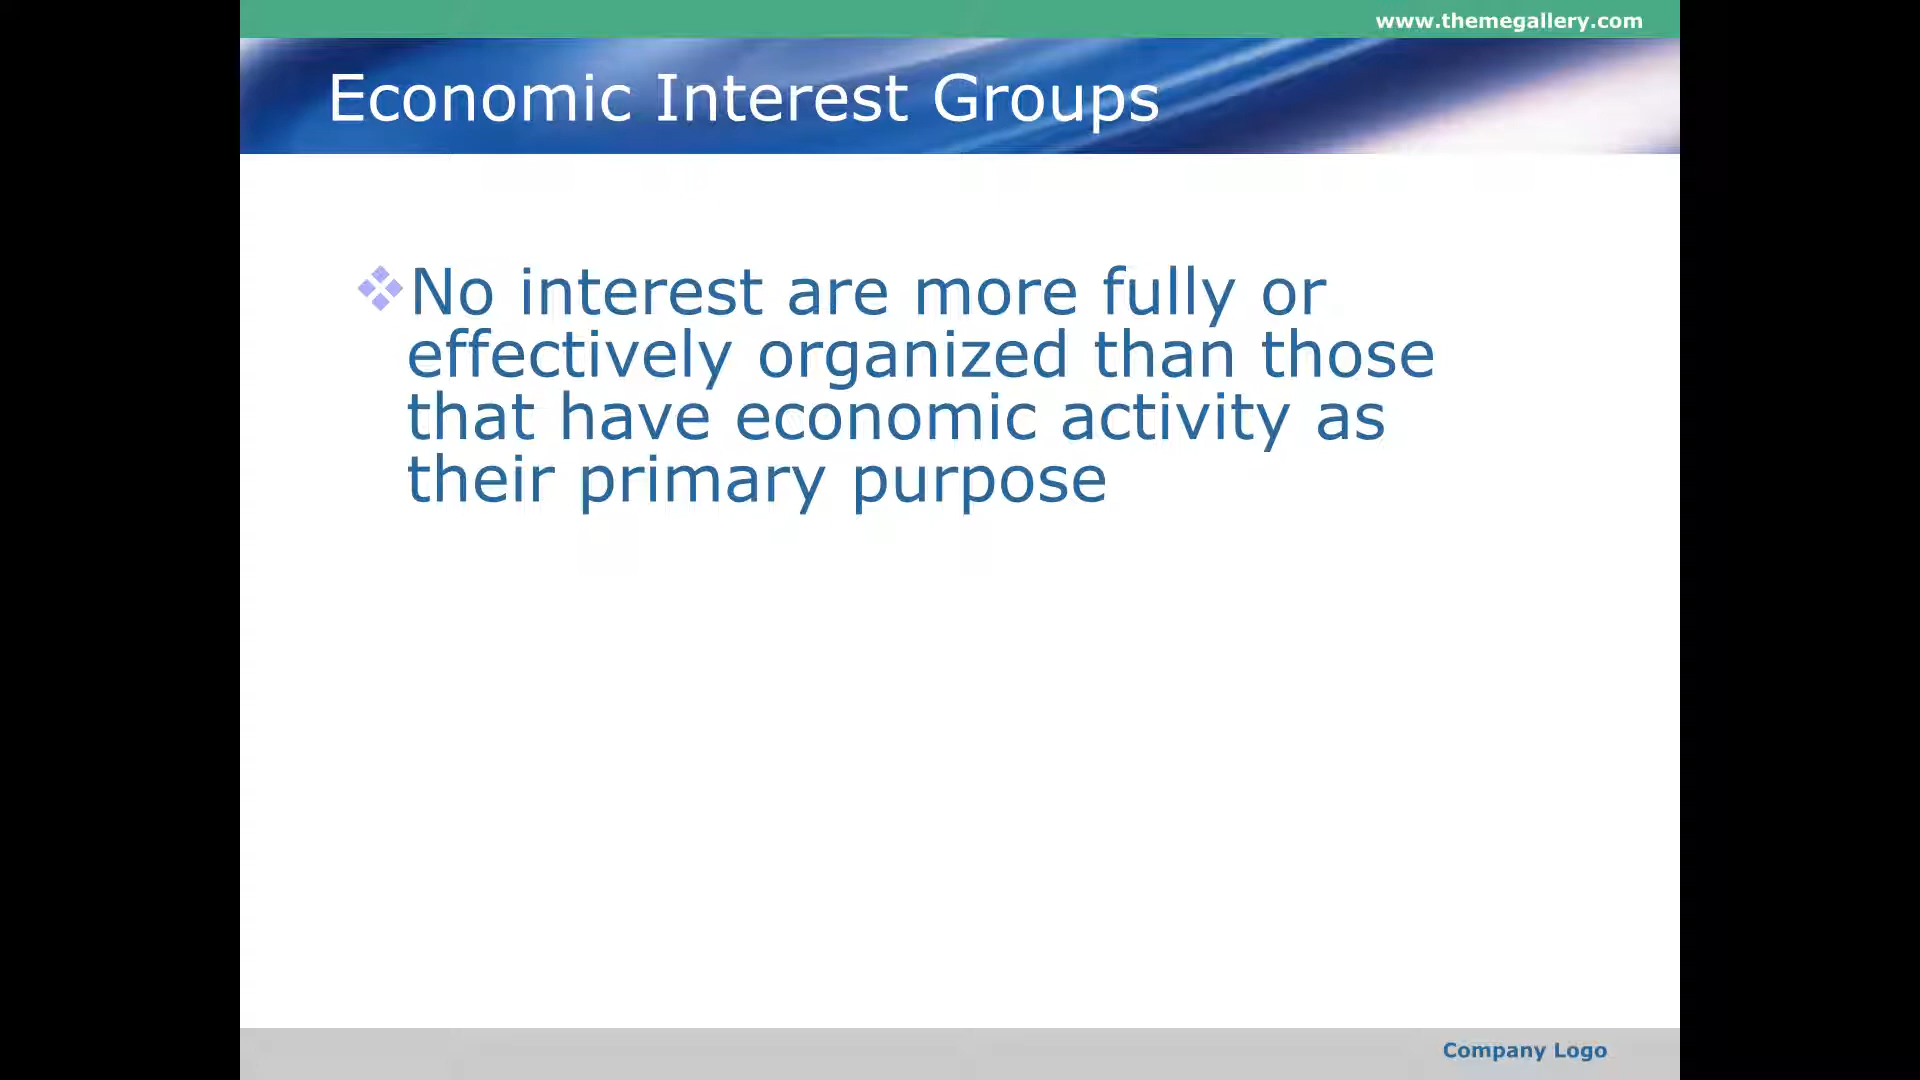 www.themegallery.com
Economic Interest Groups
No interest are more fully or
effectively organized than those
that have economic activity as
their primary purpose
Company Logo